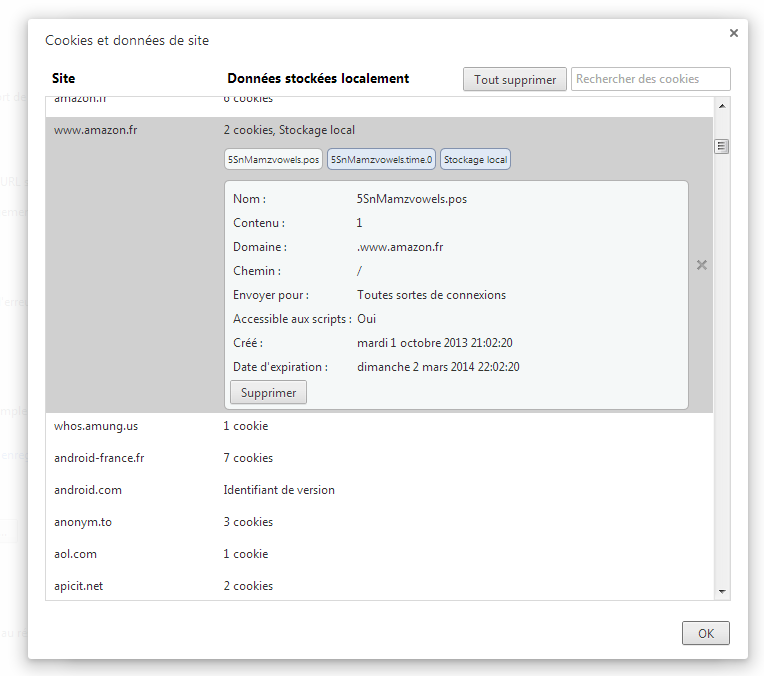 Cookies et données de site
Site Données stockées localement Tout supprimer Rechercher des cookies
amazon.fr 6 cookies
www.amazon.fr 2 cookies, Stockage local
5SnMamzvowels.pos 5SnMamzvowels.time.0 Stockage local
Nom : 5SnMamzvowels.pos
Contenu : 1
Domaine : .www.amazon.fr
Chemin : /
Envoyer pour : Toutes sortes de connexions
Accessible aux scripts : Oui
Créé : mardi 1 octobre 2013 21:02:20
Date d'expiration : dimanche 2 mars 2014 22:02:20
Supprimer
whos.amung.us 1 cookie
android-france.fr 7 cookies
android.com Identifiant de version
anonym.to 3 cookies
aol.com 1 cookie
apicit.net 2 cookies
OK